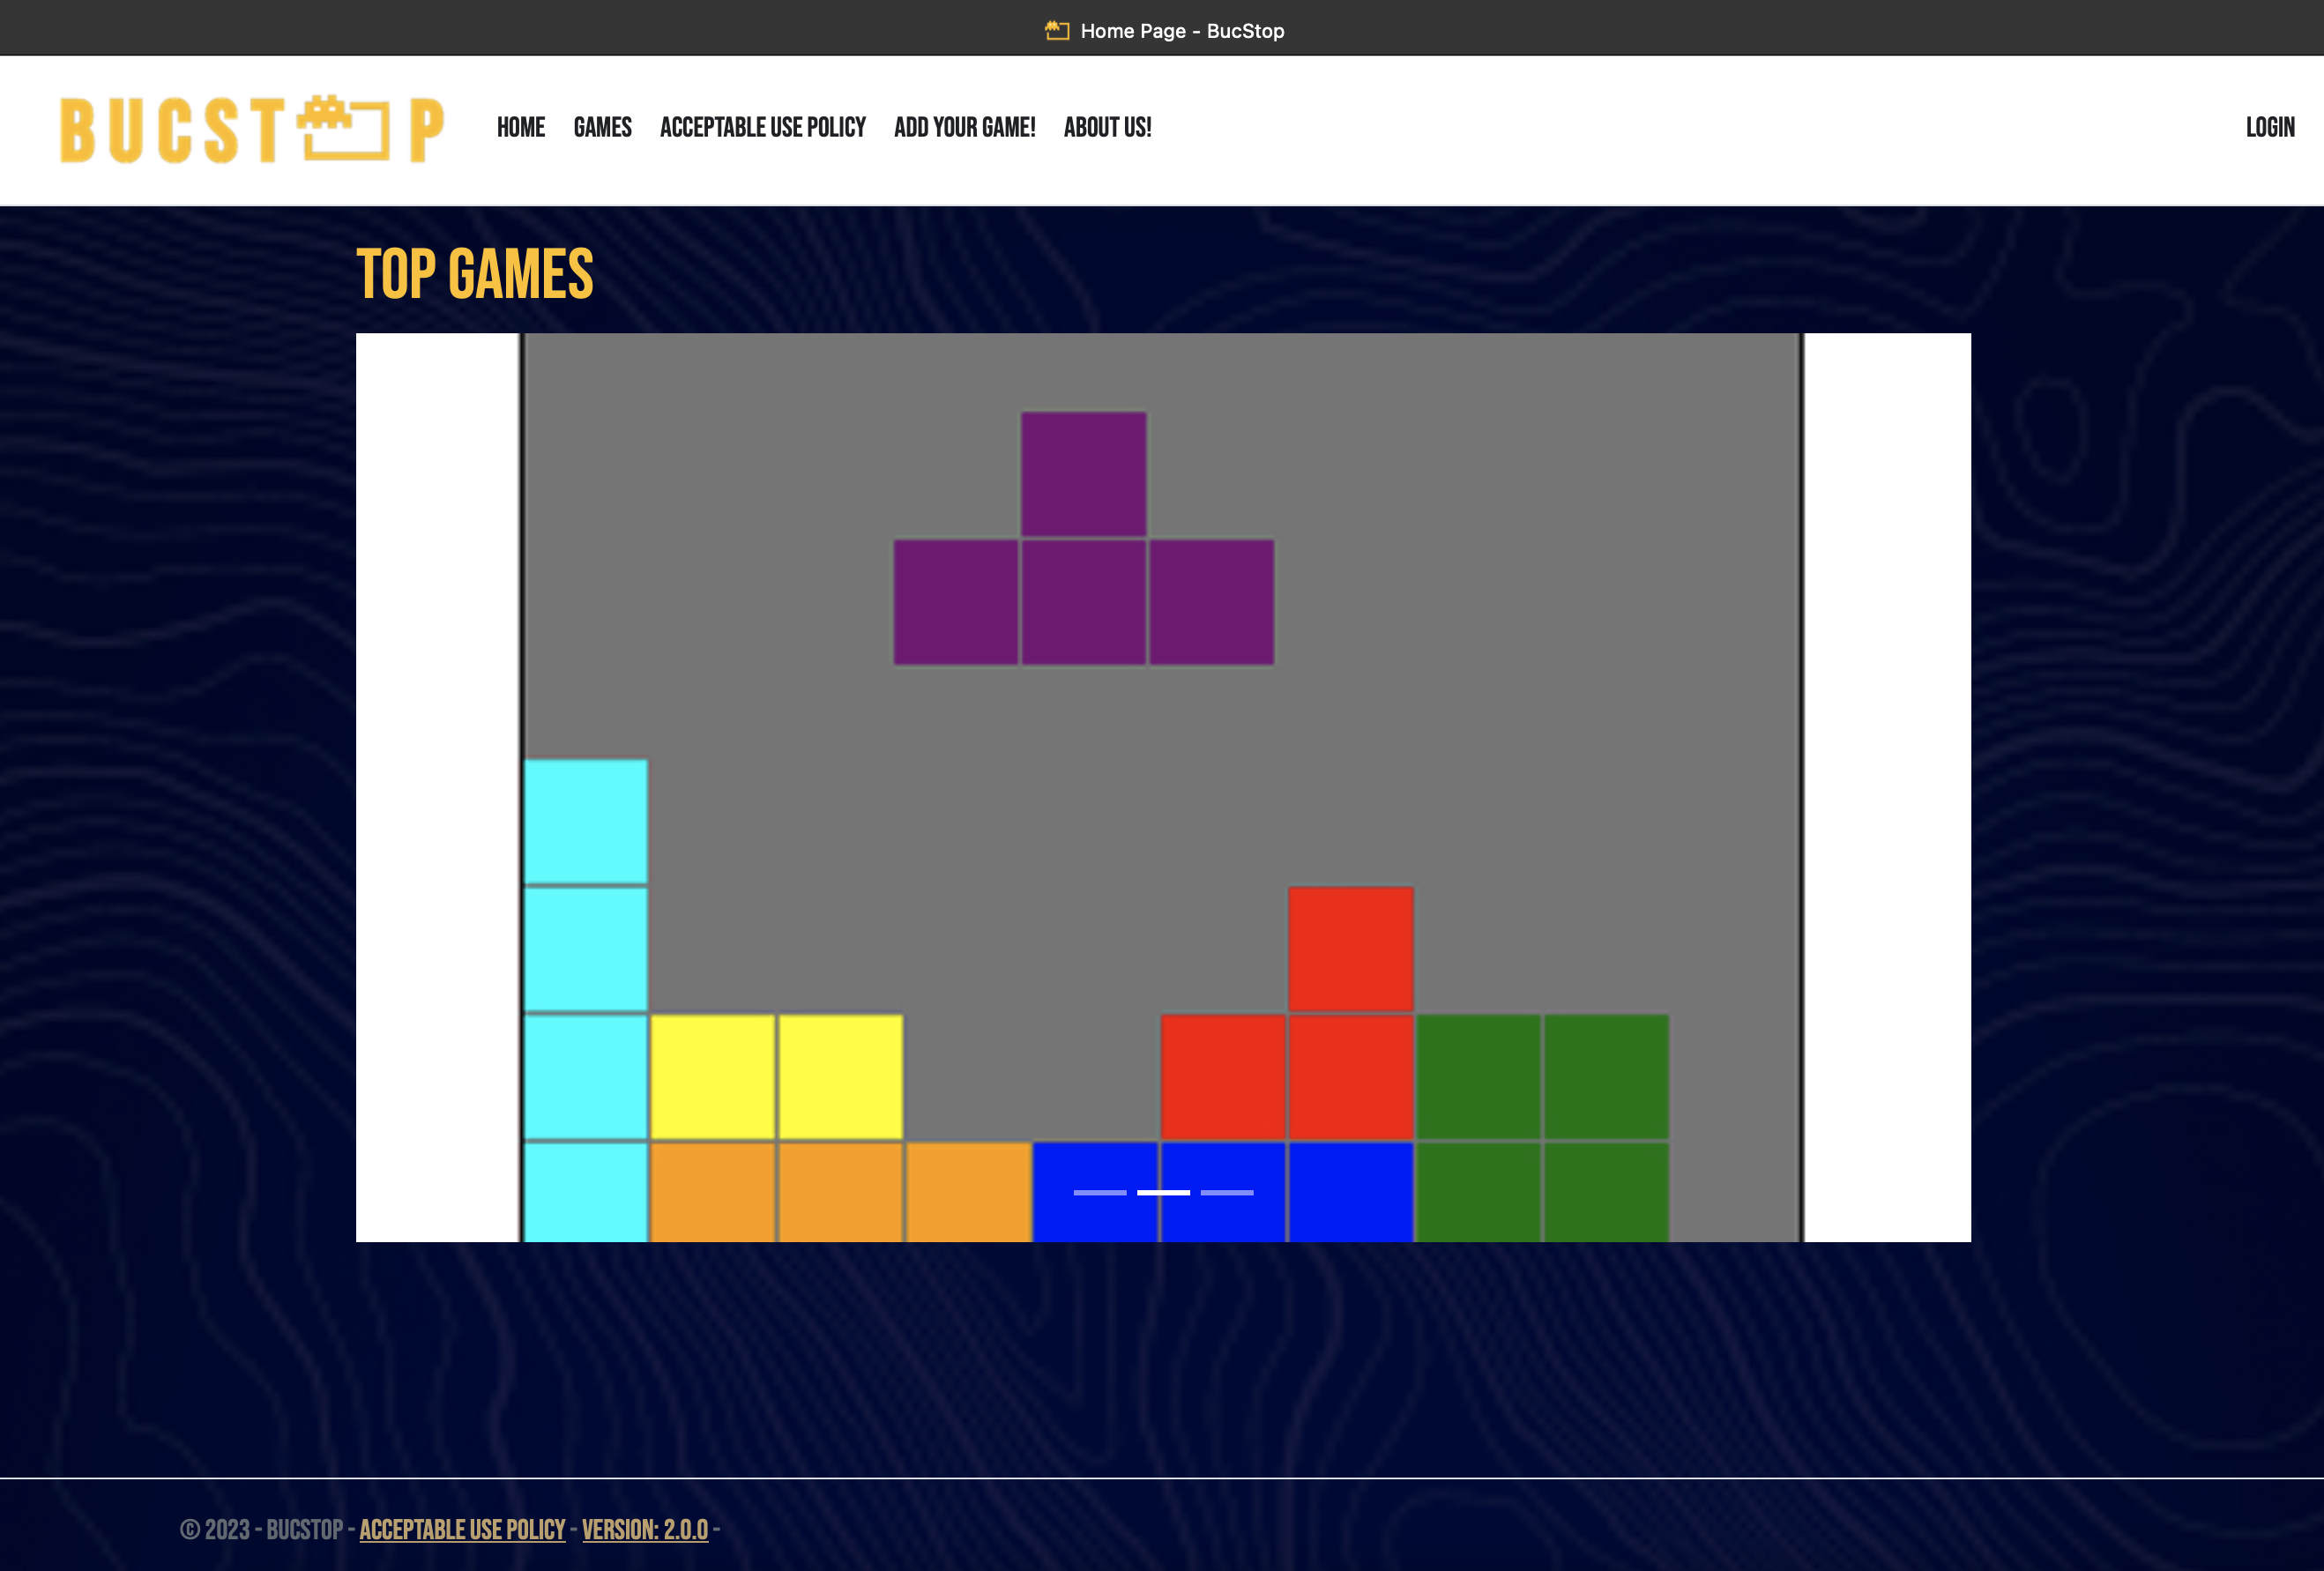 Home Page - BucStop
BUCSTOP HOME GAMES ACCEPTABLE USE POLICY ADD YOUR GAME! ABOUT US! LOGIN
TOP GAMES
© 2023 - BUCSTOP - ACCEPTABLE USE POLICY - VERSION: 2.0.0 -